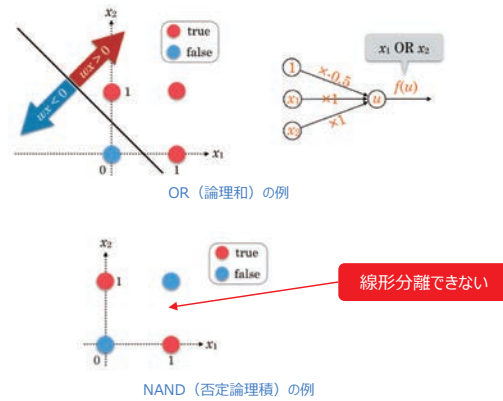 x₂
true
false
wx > 0
wx < 0
1
x₁
0
1
1
x₁
x₂
×-0.5
×1
×1
u
f(u)
x₁ OR x₂
OR（論理和）の例
x₂
true
false
1
x₁
0
1
線形分離できない
NAND（否定論理積）の例